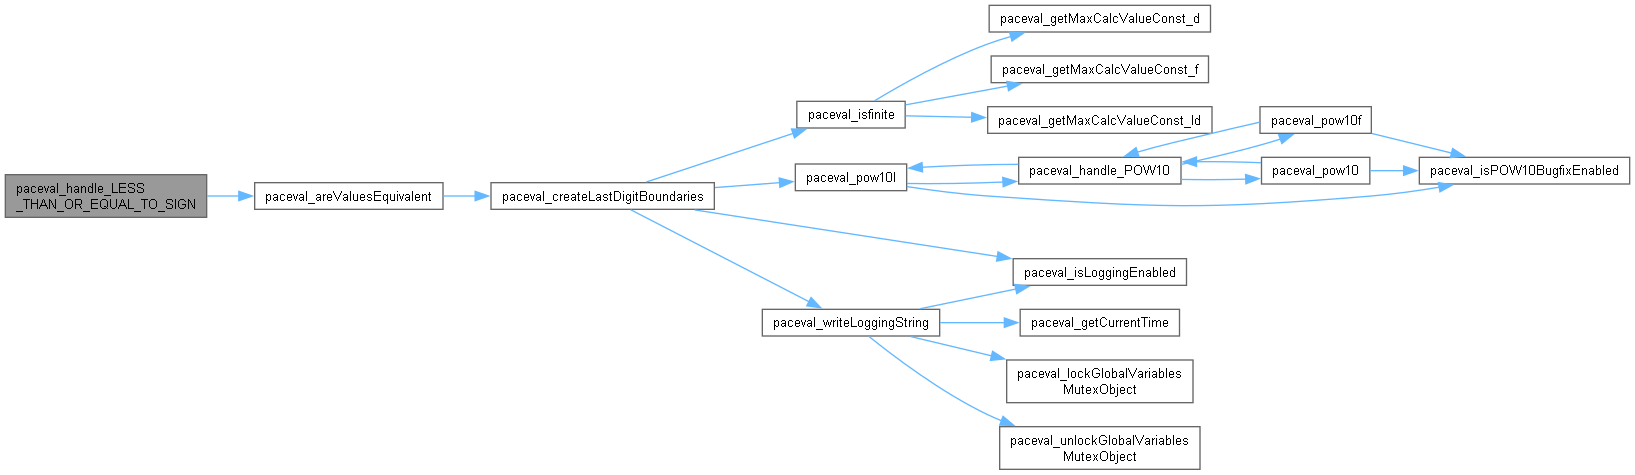 paceval_handle_LESS
_THAN_OR_EQUAL_TO_SIGN
paceval_areValuesEquivalent
paceval_createLastDigitBoundaries
paceval_isfinite
paceval_getMaxCalcValueConst_d
paceval_getMaxCalcValueConst_f
paceval_getMaxCalcValueConst_ld
paceval_pow10l
paceval_handle_POW10
paceval_pow10f
paceval_pow10
paceval_isPOW10BugfixEnabled
paceval_isLoggingEnabled
paceval_writeLoggingString
paceval_getCurrentTime
paceval_lockGlobalVariables
MutexObject
paceval_unlockGlobalVariables
MutexObject